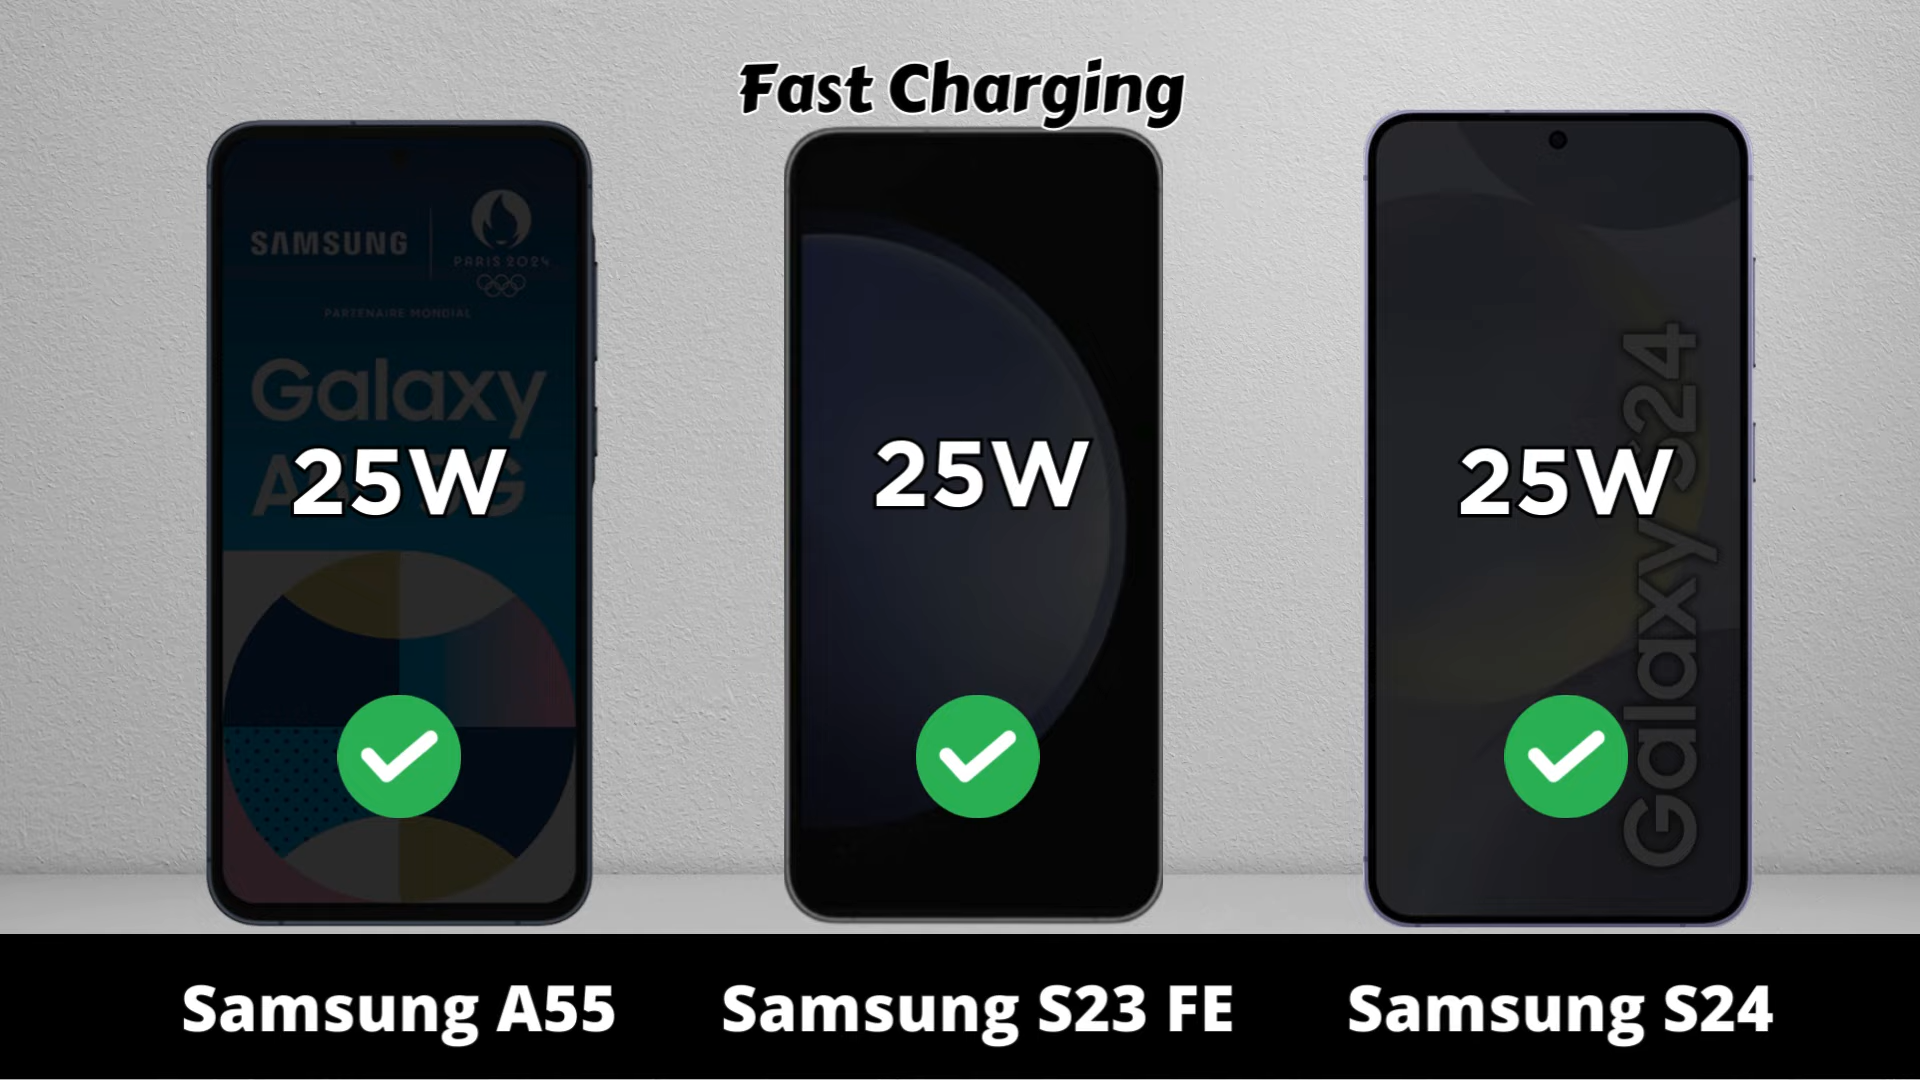 Fast Charging
SAMSUNG
PARIS 2024
PARTENAIRE MONDIAL
Galaxy
25W
25W
25W
Galaxy S24
Samsung A55
Samsung S23 FE
Samsung S24